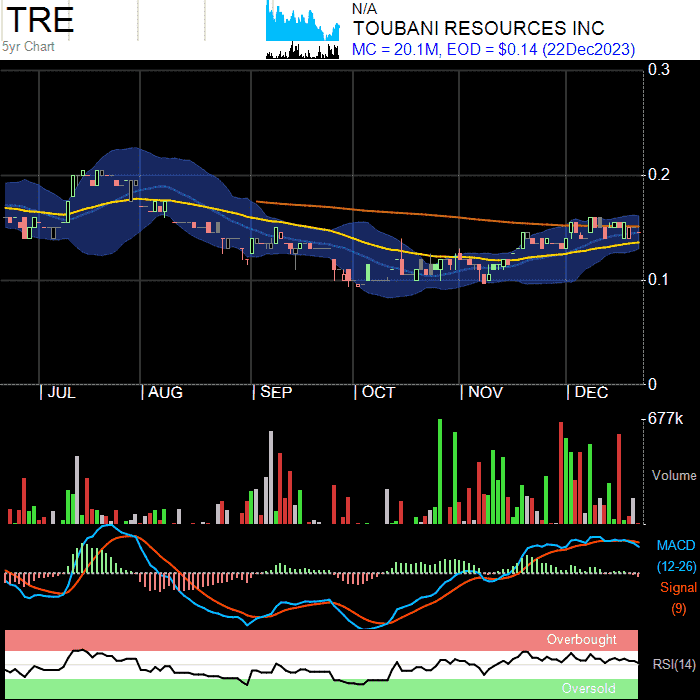 TRE
5yr Chart
N/A
TOUBANI RESOURCES INC
MC = 20.1M, EOD = $0.14 (22Dec2023)
0.3
0.2
0.1
0
JUL AUG SEP OCT NOV DEC
677k
Volume
MACD
(12-26)
Signal
(9)
Overbought
RSI(14)
Oversold